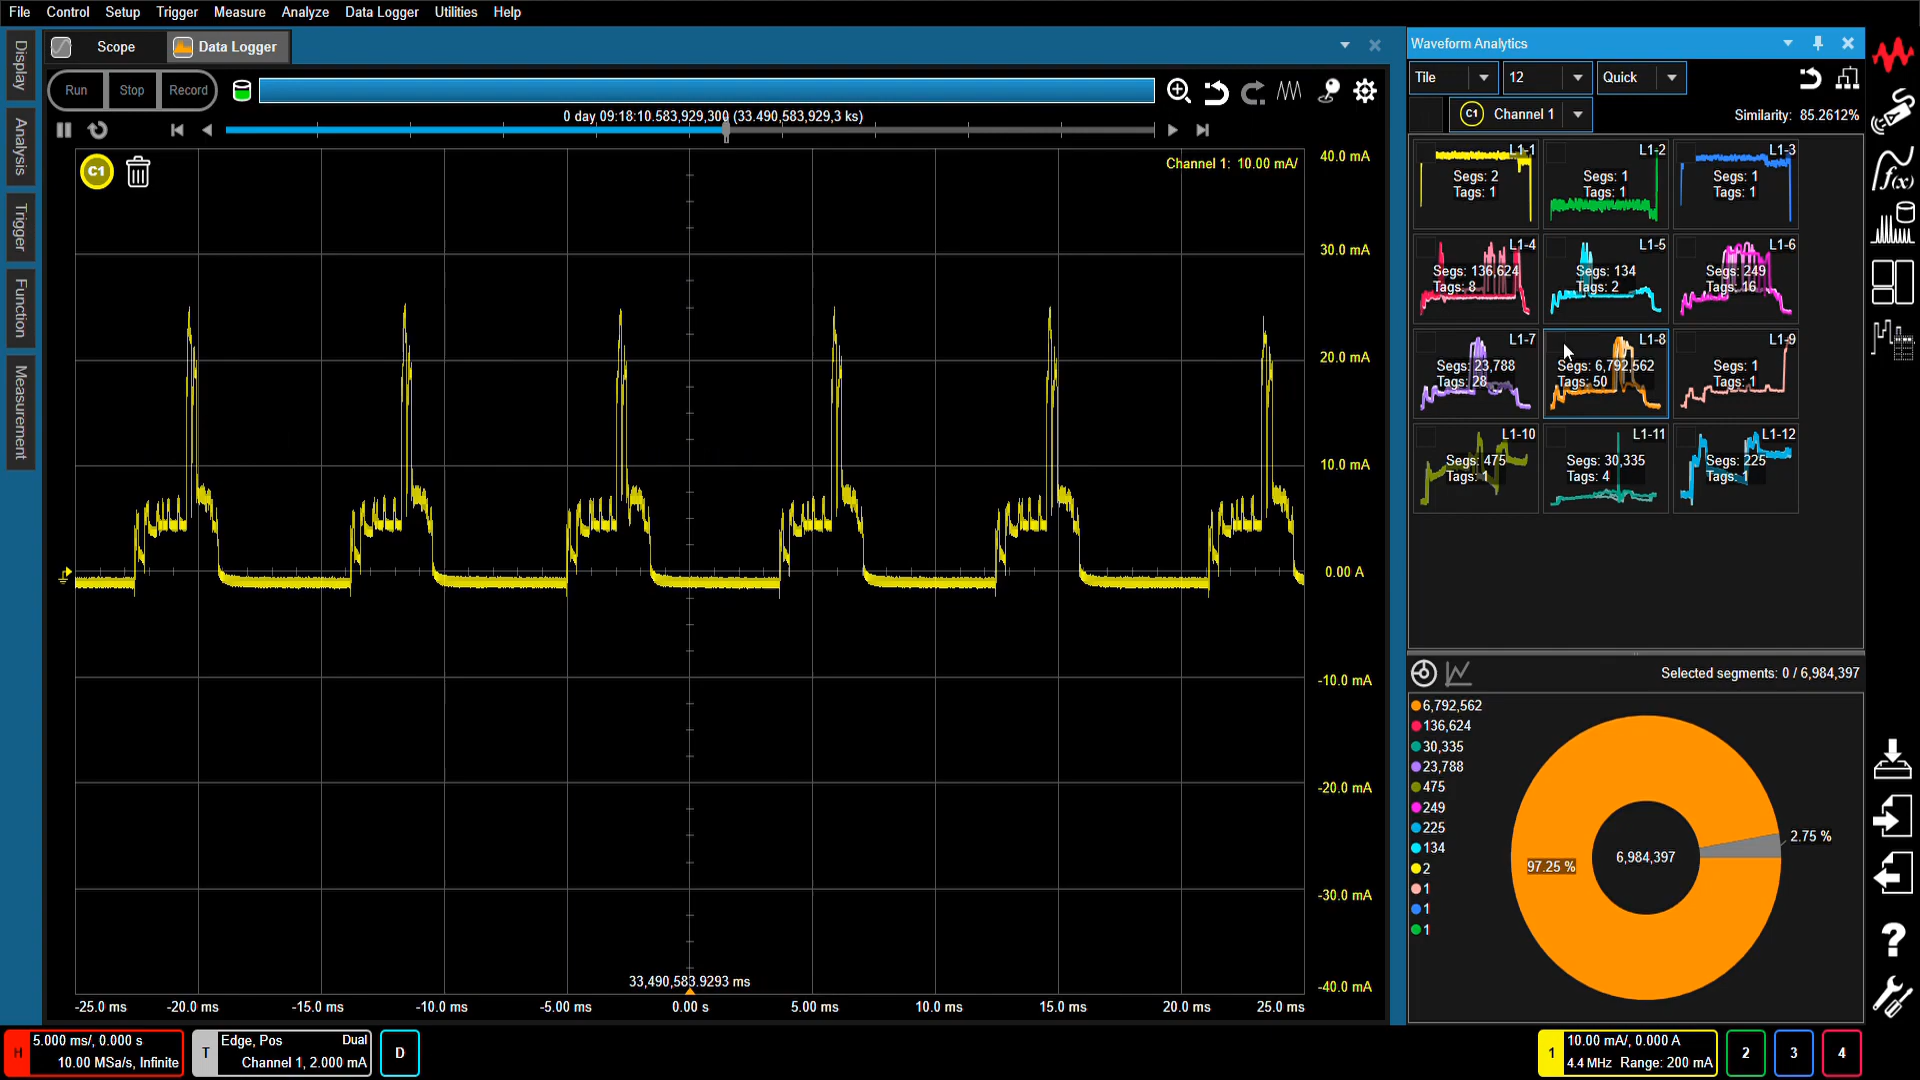 File Control Setup Trigger Measure Analyze Data Logger Utilities Help
Scope Data Logger
Waveform Analytics
Display
Analysis
Trigger
Function
Measurement
Run Stop Record
Tile 12 Quick
C1 Channel 1 Similarity: 85.2612%
0 day 09:18:10.583,929,300 (33.490,583,929,3 ks)
C1
Channel 1: 10.00 mA/
40.0 mA
30.0 mA
20.0 mA
10.0 mA
0.00 A
-10.0 mA
-20.0 mA
-30.0 mA
-40.0 mA
33,490,583.9293 ms
-25.0 ms -20.0 ms -15.0 ms -10.0 ms -5.00 ms 0.00 s 5.00 ms 10.0 ms 15.0 ms 20.0 ms 25.0 ms
L1-1
Segs: 2
Tags: 1
L1-2
Segs: 1
Tags: 1
L1-3
Segs: 1
Tags: 1
L1-4
Segs: 136,624
Tags: 8
L1-5
Segs: 134
Tags: 2
L1-6
Segs: 249
Tags: 16
L1-7
Segs: 23,788
Tags: 28
L1-8
Segs: 6,792,562
Tags: 50
L1-9
Segs: 1
Tags: 1
L1-10
Segs: 475
Tags: 1
L1-11
Segs: 30,335
Tags: 4
L1-12
Segs: 225
Tags: 1
Selected segments: 0 / 6,984,397
6,792,562
136,624
30,335
23,788
475
249
225
134
2
1
1
1
97.25 %
6,984,397
2.75 %
H 5.000 ms/, 0.000 s
10.00 MSa/s, Infinite
T Edge, Pos Dual
Channel 1, 2.000 mA
D
1 10.00 mA/, 0.000 A
4.4 MHz Range: 200 mA
2
3
4